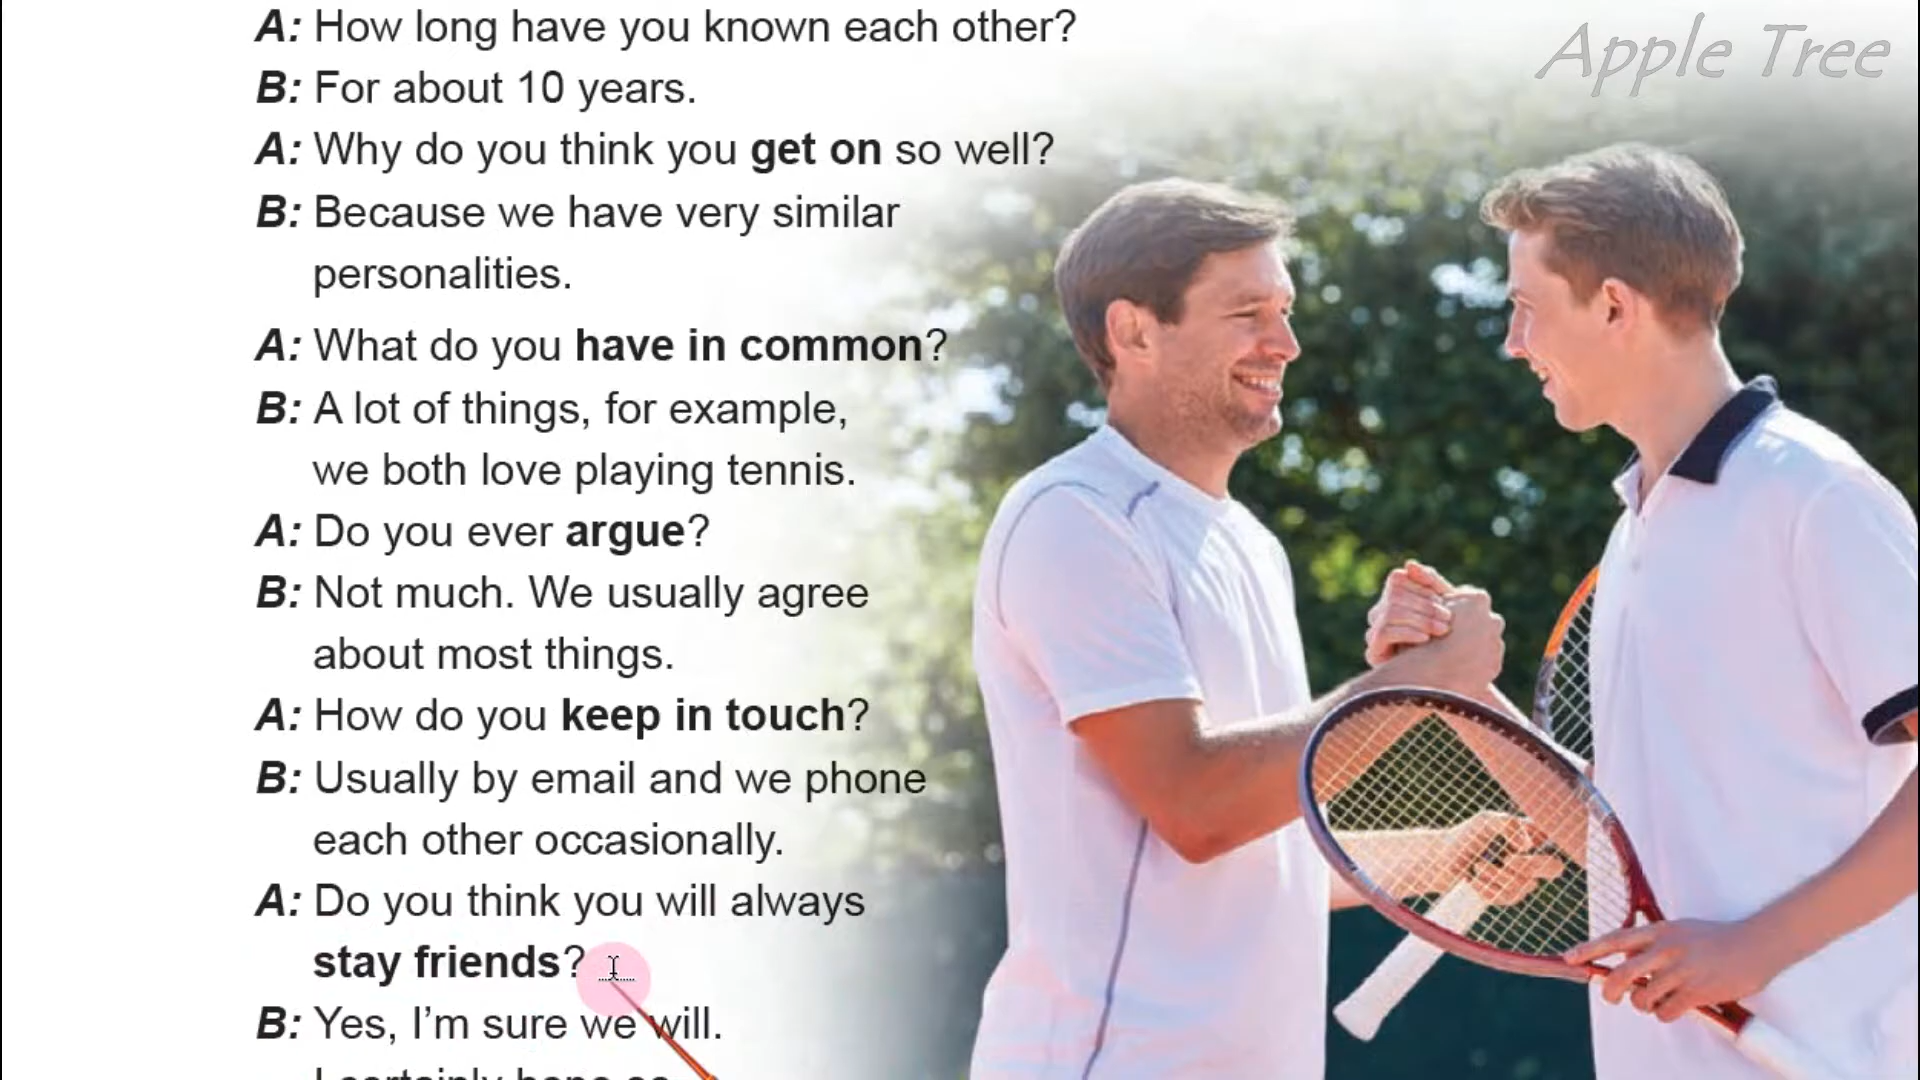 A: How long have you known each other?
Apple Tree
B: For about 10 years.
A: Why do you think you get on so well?
B: Because we have very similar
personalities.
A: What do you have in common?
B: A lot of things, for example,
we both love playing tennis.
A: Do you ever argue?
B: Not much. We usually agree
about most things.
A: How do you keep in touch?
B: Usually by email and we phone
each other occasionally.
A: Do you think you will always
stay friends?
B: Yes, I'm sure we will.
I certainly hope so